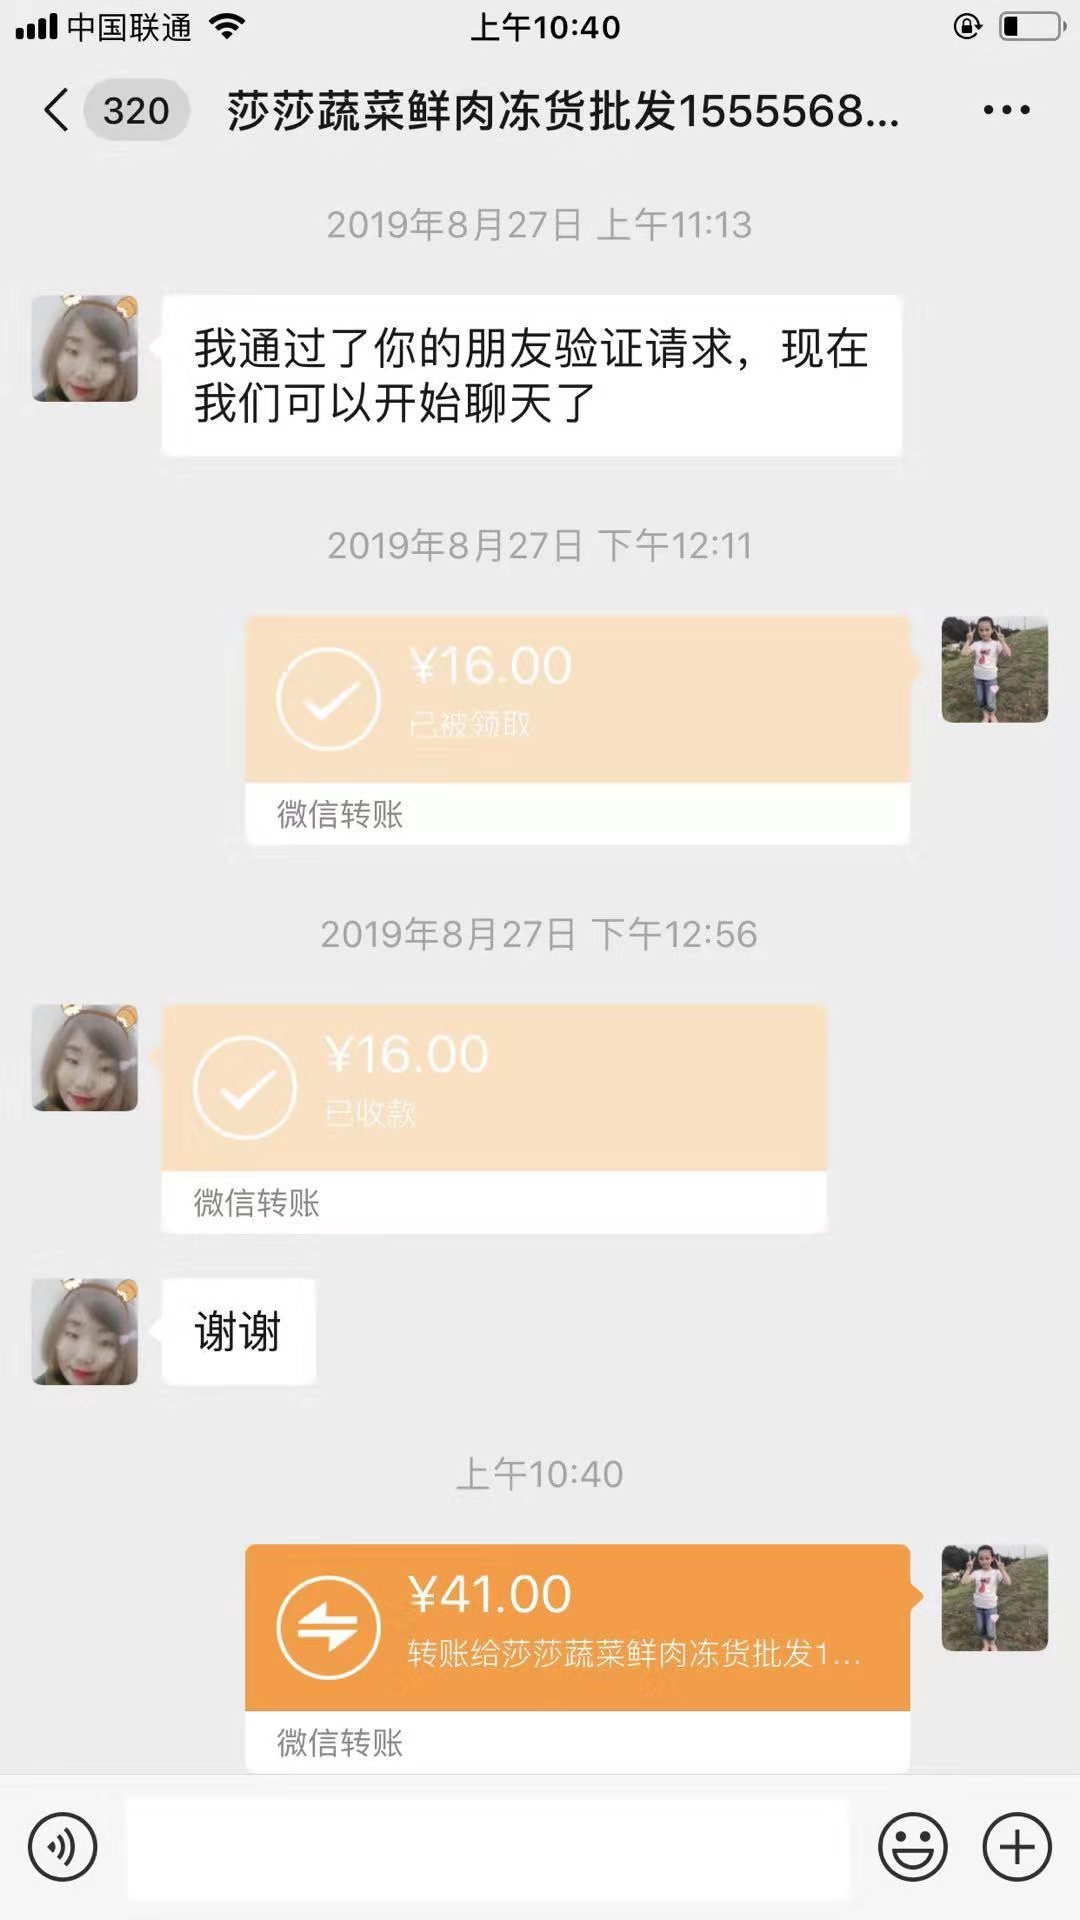 中国联通
上午10:40
320
莎莎蔬菜鲜肉冻货批发1555568...
2019年8月27日 上午11:13
我通过了你的朋友验证请求，现在
我们可以开始聊天了
2019年8月27日 下午12:11
¥16.00
已被领取
微信转账
2019年8月27日 下午12:56
¥16.00
已收款
微信转账
谢谢
上午10:40
¥41.00
转账给莎莎蔬菜鲜肉冻货批发1...
微信转账